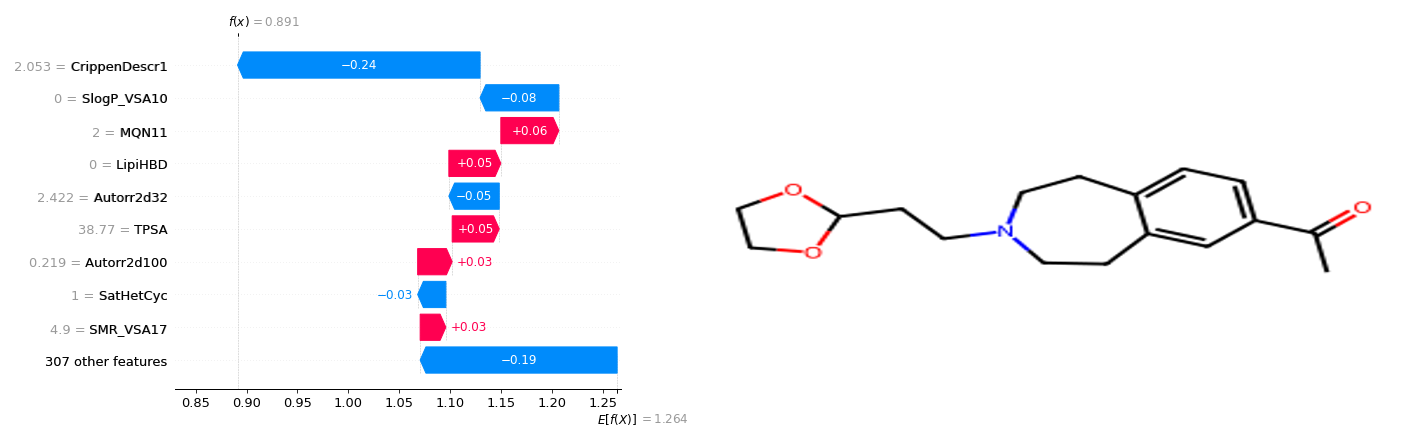 f(x) = 0.891
2.053 = CrippenDescr1
−0.24
0 = SlogP_VSA10
−0.08
2 = MQN11
+0.06
0 = LipiHBD
+0.05
2.422 = Autorr2d32
−0.05
38.77 = TPSA
+0.05
0.219 = Autorr2d100
+0.03
1 = SatHetCyc
−0.03
4.9 = SMR_VSA17
+0.03
307 other features
−0.19
0.85 0.90 0.95 1.00 1.05 1.10 1.15 1.20 1.25
E[f(X)] = 1.264
O
O
N
O